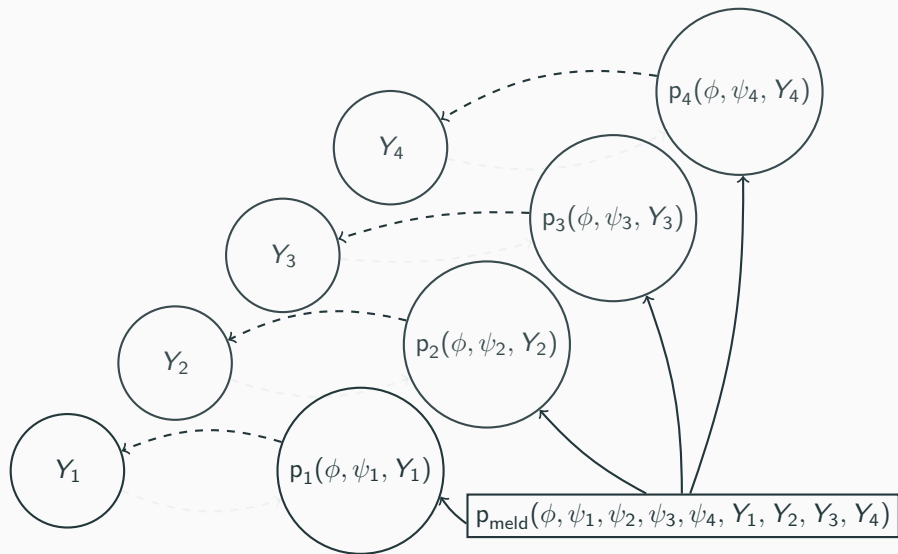 p₄(ϕ, ψ₄, Y₄)
Y₄
p₃(ϕ, ψ₃, Y₃)
Y₃
p₂(ϕ, ψ₂, Y₂)
Y₂
Y₁
p₁(ϕ, ψ₁, Y₁)
p_meld(ϕ, ψ₁, ψ₂, ψ₃, ψ₄, Y₁, Y₂, Y₃, Y₄)